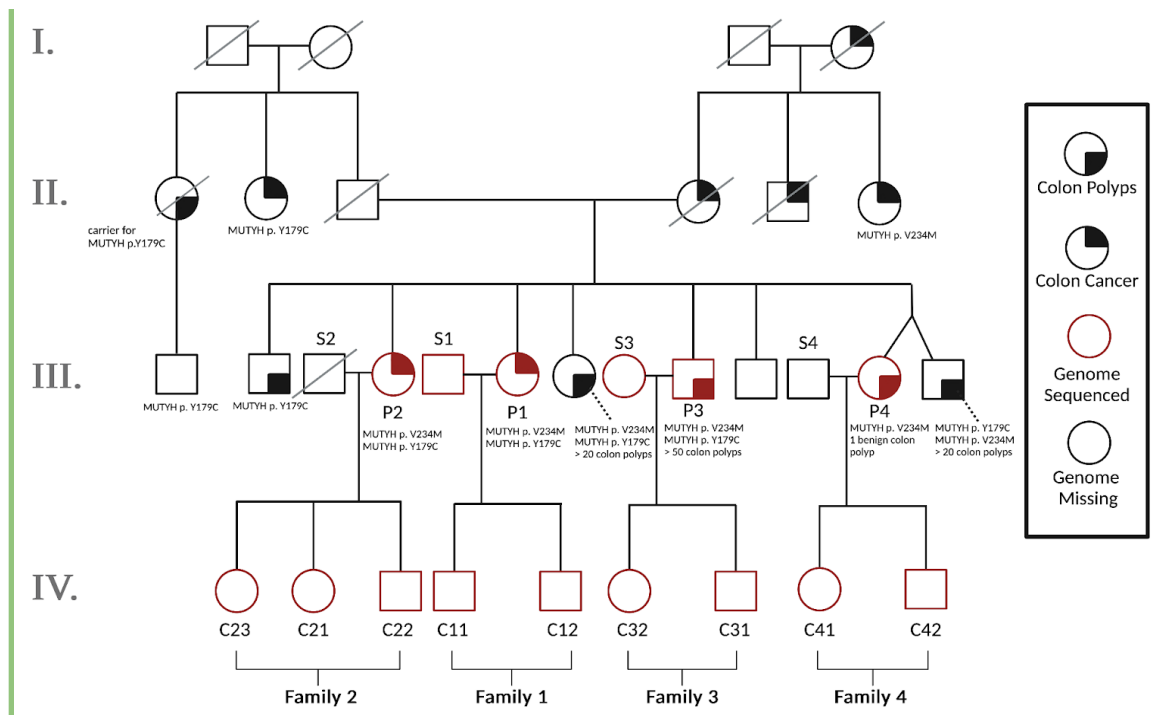 I.
II.
carrier for
MUTYH p.Y179C
MUTYH p. Y179C
MUTYH p. V234M
III.
MUTYH p. Y179C
MUTYH p. Y179C
S2
P2
MUTYH p. V234M
MUTYH p. Y179C
S1
P1
MUTYH p. V234M
MUTYH p. Y179C
MUTYH p. V234M
MUTYH p. Y179C
> 20 colon polyps
S3
P3
MUTYH p. V234M
MUTYH p. Y179C
> 50 colon polyps
S4
P4
MUTYH p. V234M
1 benign colon
polyp
MUTYH p. Y179C
MUTYH p. V234M
> 20 colon polyps
IV.
C23
C21
C22
C11
C12
C32
C31
C41
C42
Family 2
Family 1
Family 3
Family 4
Colon Polyps
Colon Cancer
Genome
Sequenced
Genome
Missing